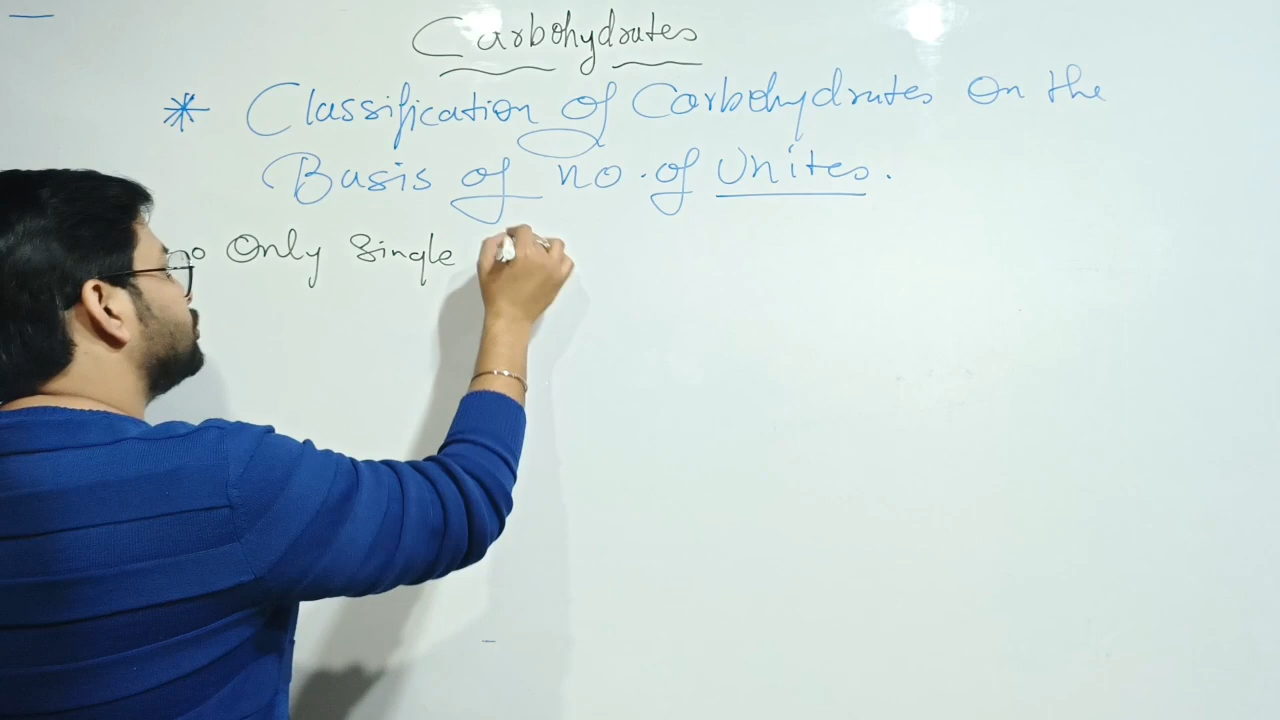 Carbohydrates
* Classification of Carbohydrates On the
Basis of no. of Unites.
Only Single